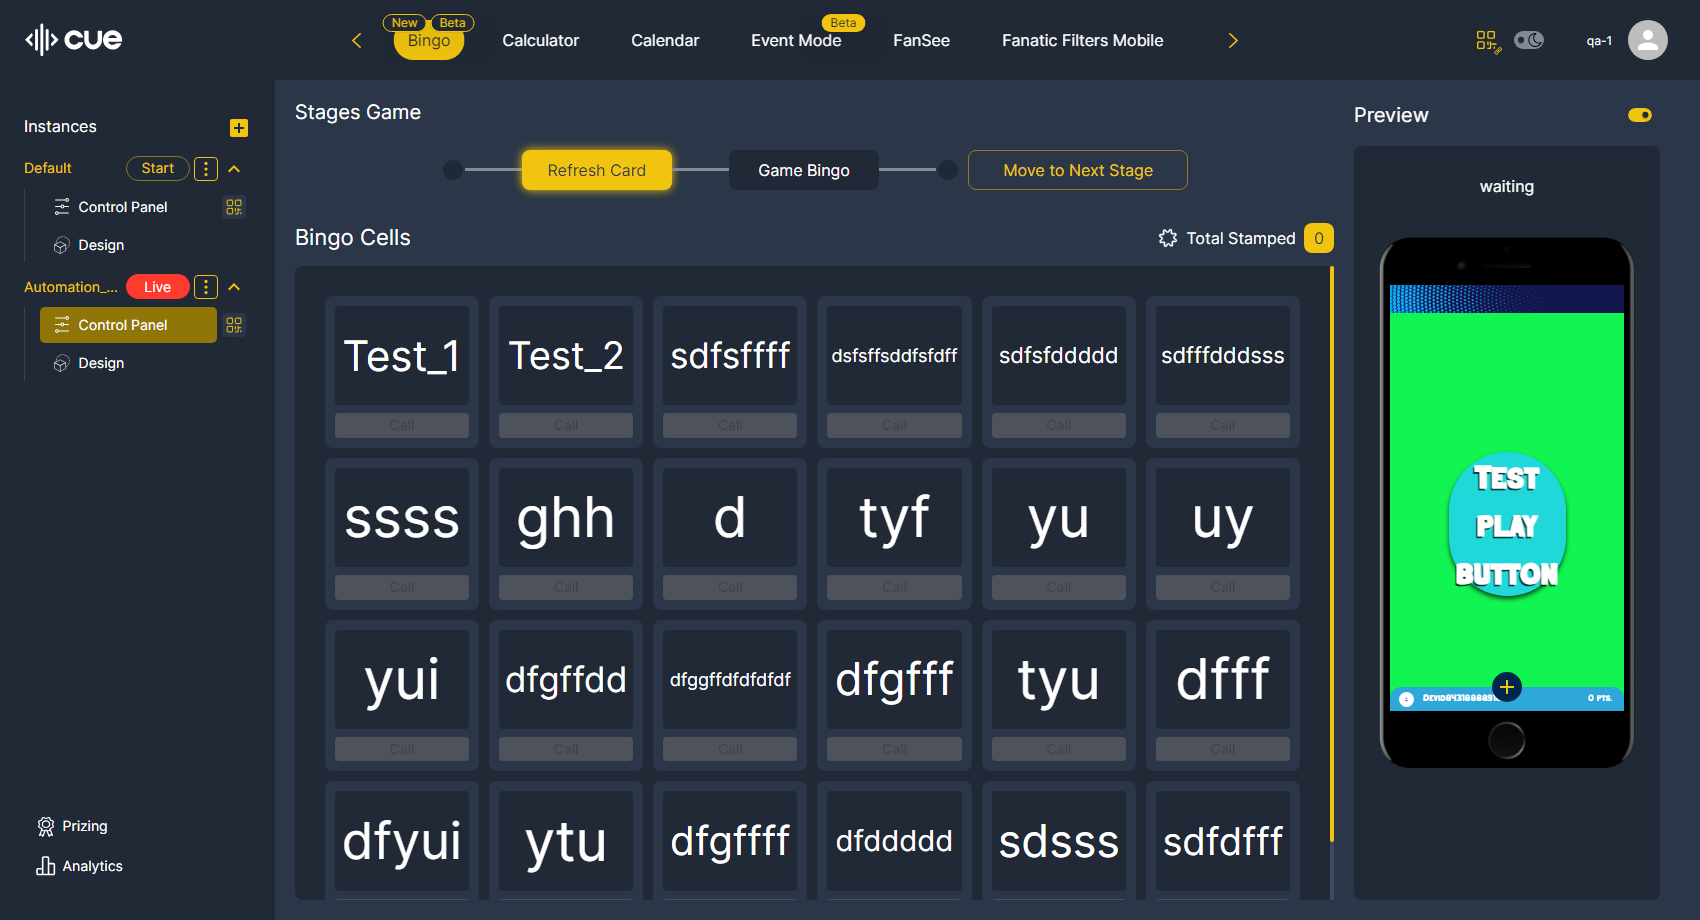 cue
New
Beta
Bingo
Calculator
Calendar
Event Mode
Beta
FanSee
Fanatic Filters Mobile
qa-1
Instances
Default
Start
Control Panel
Design
Automation_...
Live
Control Panel
Design
Prizing
Analytics
Stages Game
Refresh Card
Game Bingo
Move to Next Stage
Bingo Cells
Total Stamped 0
Test_1
Test_2
sdfsffff
dsfsffsddfsfdff
sdfsfddddd
sdfffdddsss
Call
Call
Call
Call
Call
Call
ssss
ghh
d
tyf
yu
uy
Call
Call
Call
Call
Call
Call
yui
dfgffdd
dfggffdfdfdfdf
dfgfff
tyu
dfff
Call
Call
Call
Call
Call
Call
dfyui
ytu
dfgffff
dfddddd
sdsss
sdfdfff
Preview
waiting
TEST
PLAY
BUTTON
0 PTS.